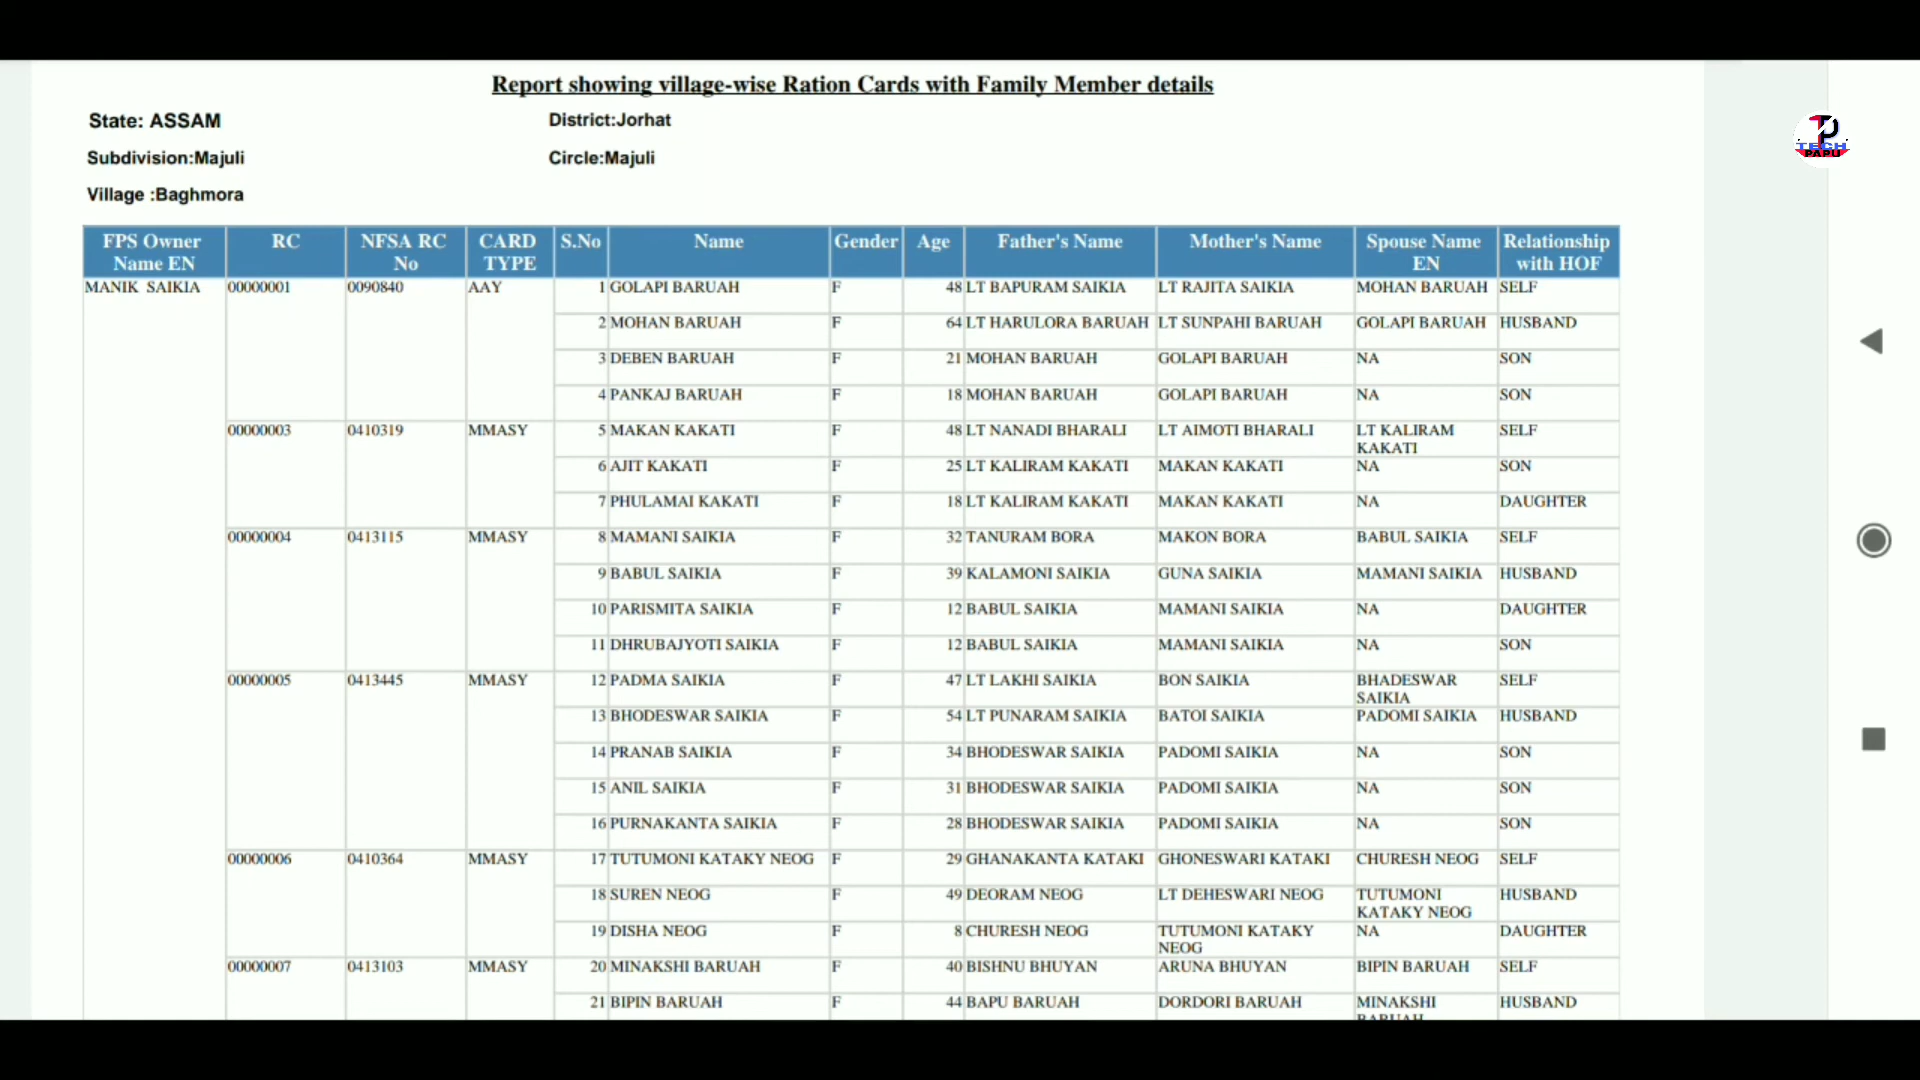 Report showing village-wise Ration Cards with Family Member details
State: ASSAM District:Jorhat
Subdivision:Majuli Circle:Majuli
Village :Baghmora
TECH
PAPU
FPS Owner Name EN RC NFSA RC No CARD TYPE S.No Name Gender Age Father's Name Mother's Name Spouse Name EN Relationship with HOF
MANIK SAIKIA 00000001 0090840 AAY 1 GOLAPI BARUAH F 48 LT BAPURAM SAIKIA LT RAJITA SAIKIA MOHAN BARUAH SELF
2 MOHAN BARUAH F 64 LT HARULORA BARUAH LT SUNPAHI BARUAH GOLAPI BARUAH HUSBAND
3 DEBEN BARUAH F 21 MOHAN BARUAH GOLAPI BARUAH NA SON
4 PANKAJ BARUAH F 18 MOHAN BARUAH GOLAPI BARUAH NA SON
00000003 0410319 MMASY 5 MAKAN KAKATI F 48 LT NANADI BHARALI LT AIMOTI BHARALI LT KALIRAM KAKATI SELF
6 AJIT KAKATI F 25 LT KALIRAM KAKATI MAKAN KAKATI NA SON
7 PHULAMAI KAKATI F 18 LT KALIRAM KAKATI MAKAN KAKATI NA DAUGHTER
00000004 0413115 MMASY 8 MAMANI SAIKIA F 32 TANURAM BORA MAKON BORA BABUL SAIKIA SELF
9 BABUL SAIKIA F 39 KALAMONI SAIKIA GUNA SAIKIA MAMANI SAIKIA HUSBAND
10 PARISMITA SAIKIA F 12 BABUL SAIKIA MAMANI SAIKIA NA DAUGHTER
11 DHRUBAJYOTI SAIKIA F 12 BABUL SAIKIA MAMANI SAIKIA NA SON
00000005 0413445 MMASY 12 PADMA SAIKIA F 47 LT LAKHI SAIKIA BON SAIKIA BHADESWAR SAIKIA SELF
13 BHODESWAR SAIKIA F 54 LT PUNARAM SAIKIA BATOI SAIKIA PADOMI SAIKIA HUSBAND
14 PRANAB SAIKIA F 34 BHODESWAR SAIKIA PADOMI SAIKIA NA SON
15 ANIL SAIKIA F 31 BHODESWAR SAIKIA PADOMI SAIKIA NA SON
16 PURNAKANTA SAIKIA F 28 BHODESWAR SAIKIA PADOMI SAIKIA NA SON
00000006 0410364 MMASY 17 TUTUMONI KATAKY NEOG F 29 GHANAKANTA KATAKI GHONESWARI KATAKI CHURESH NEOG SELF
18 SUREN NEOG F 49 DEORAM NEOG LT DEHESWARI NEOG TUTUMONI KATAKY NEOG HUSBAND
19 DISHA NEOG F 8 CHURESH NEOG TUTUMONI KATAKY NEOG NA DAUGHTER
00000007 0413103 MMASY 20 MINAKSHI BARUAH F 40 BISHNU BHUYAN ARUNA BHUYAN BIPIN BARUAH SELF
21 BIPIN BARUAH F 44 BAPU BARUAH DORDORI BARUAH MINAKSHI BARUAH HUSBAND